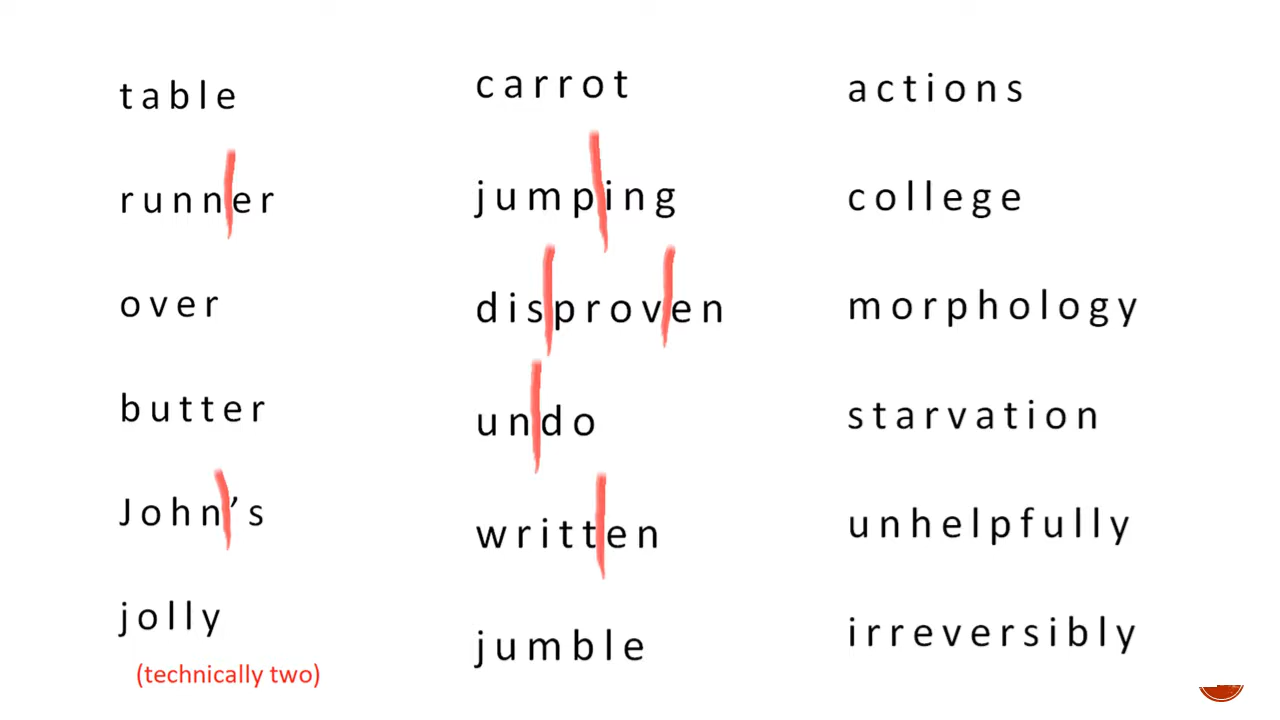 table
runner
over
butter
John's
jolly
(technically two)
carrot
jumping
disproven
undo
written
jumble
actions
college
morphology
starvation
unhelpfully
irreversibly